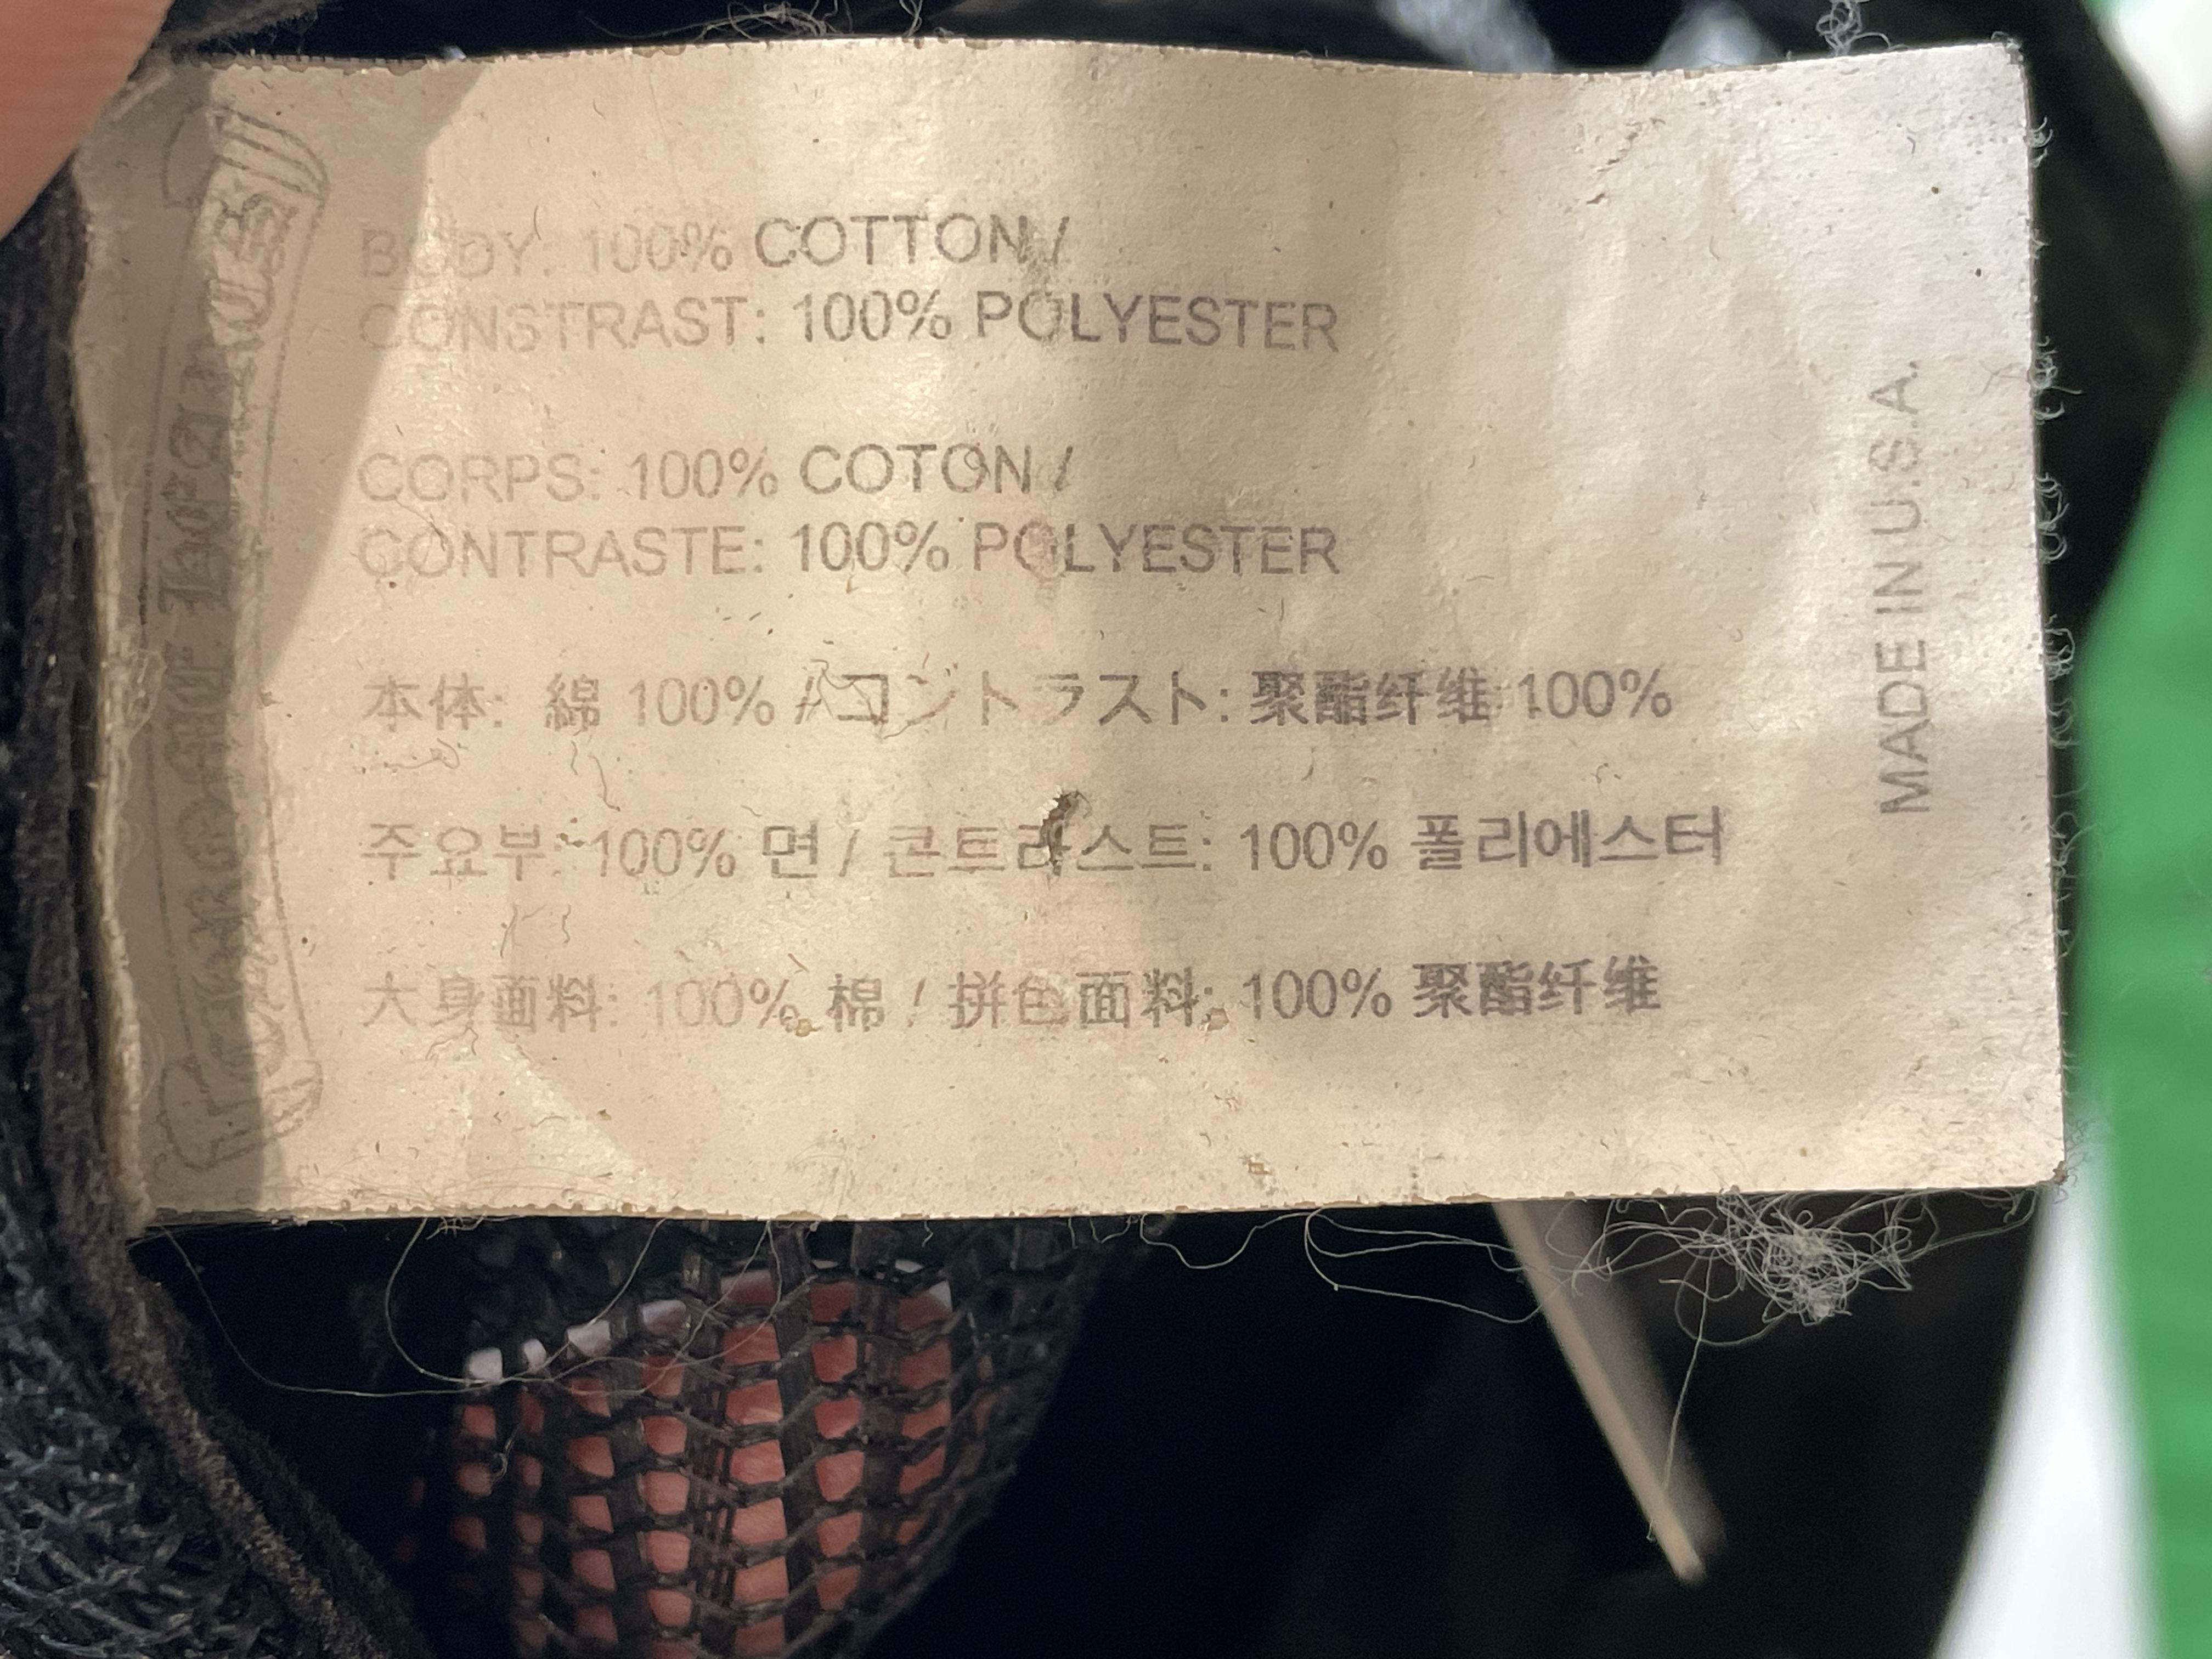 BODY: 100% COTTON /
CONSTRAST: 100% POLYESTER
CORPS: 100% COTON /
CONTRASTE: 100% POLYESTER
本体: 綿 100% / コントラスト: 聚酯纤维 100%
주요부: 100% 면 / 콘트라스트: 100% 폴리에스터
大身面料: 100% 棉 / 拼色面料: 100% 聚酯纤维
MADE IN U.S.A.